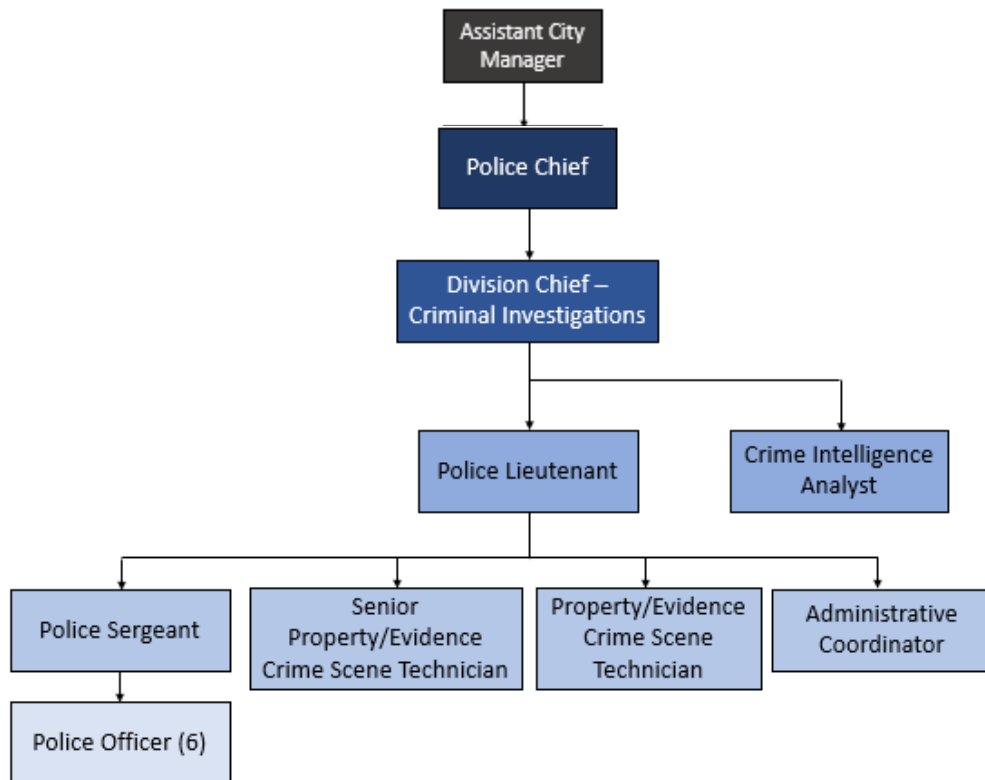 Assistant City
Manager
Police Chief
Division Chief –
Criminal Investigations
Police Lieutenant
Crime Intelligence
Analyst
Police Sergeant
Senior
Property/Evidence
Crime Scene Technician
Property/Evidence
Crime Scene
Technician
Administrative
Coordinator
Police Officer (6)